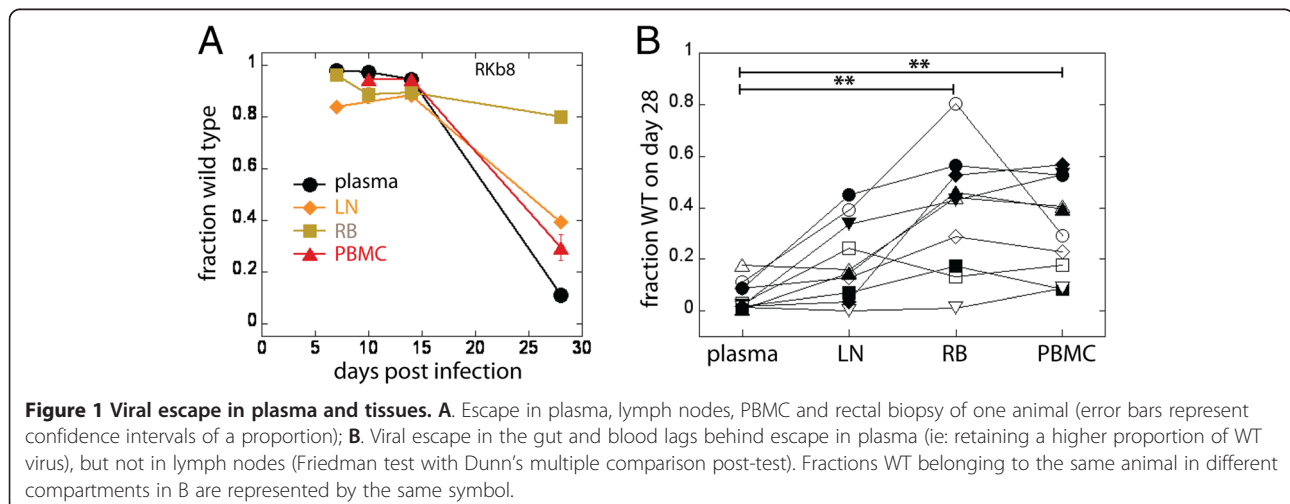 A
RKb8
fraction wild type
1
0.8
0.6
0.4
0.2
0
plasma
LN
RB
PBMC
0 5 10 15 20 25 30
days post infection
B
**
**
fraction WT on day 28
1
0.8
0.6
0.4
0.2
0
plasma LN RB PBMC
Figure 1 Viral escape in plasma and tissues. A. Escape in plasma, lymph nodes, PBMC and rectal biopsy of one animal (error bars represent
confidence intervals of a proportion); B. Viral escape in the gut and blood lags behind escape in plasma (ie: retaining a higher proportion of WT
virus), but not in lymph nodes (Friedman test with Dunn's multiple comparison post-test). Fractions WT belonging to the same animal in different
compartments in B are represented by the same symbol.